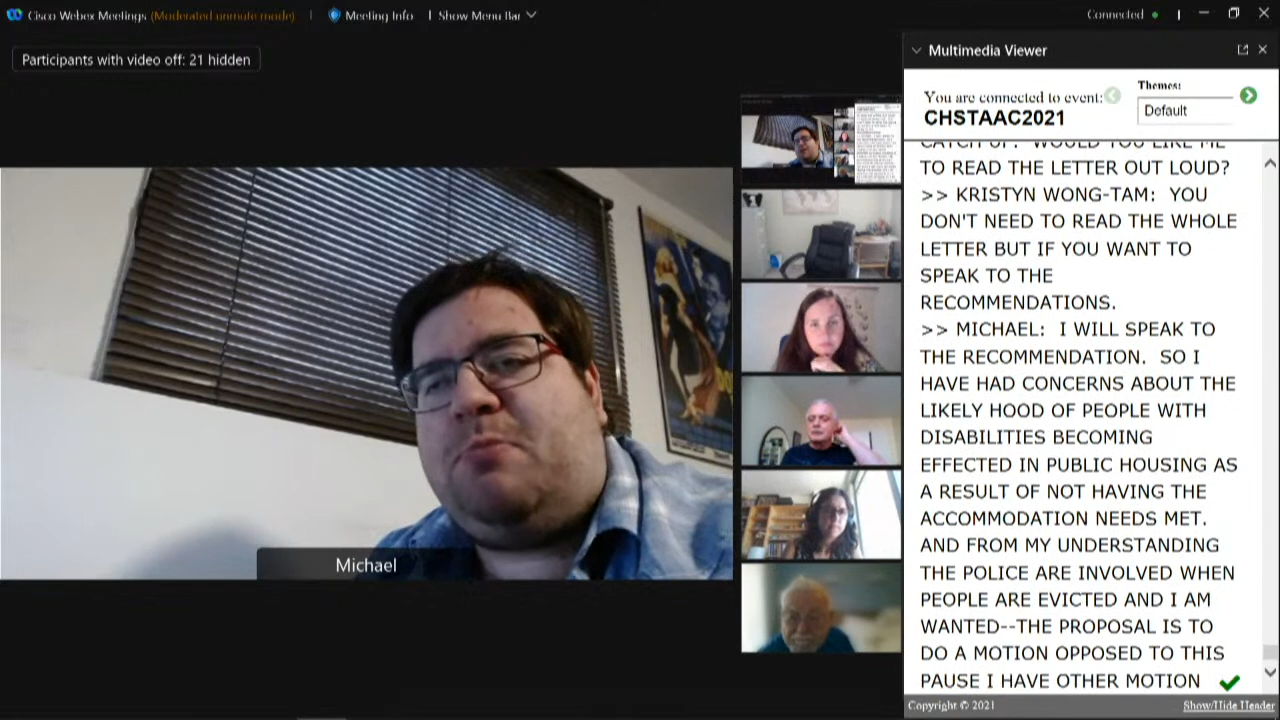 Cisco Webex Meetings (Moderated unmute mode) | Meeting Info | Show Menu Bar
Connected
Participants with video off: 21 hidden
Michael
Multimedia Viewer
You are connected to event:
CHSTAAC2021
Themes:
Default
CATCH UP. WOULD YOU LIKE ME
TO READ THE LETTER OUT LOUD?
>> KRISTYN WONG-TAM: YOU
DON'T NEED TO READ THE WHOLE
LETTER BUT IF YOU WANT TO
SPEAK TO THE
RECOMMENDATIONS.
>> MICHAEL: I WILL SPEAK TO
THE RECOMMENDATION. SO I
HAVE HAD CONCERNS ABOUT THE
LIKELY HOOD OF PEOPLE WITH
DISABILITIES BECOMING
EFFECTED IN PUBLIC HOUSING AS
A RESULT OF NOT HAVING THE
ACCOMMODATION NEEDS MET.
AND FROM MY UNDERSTANDING
THE POLICE ARE INVOLVED WHEN
PEOPLE ARE EVICTED AND I AM
WANTED--THE PROPOSAL IS TO
DO A MOTION OPPOSED TO THIS
PAUSE I HAVE OTHER MOTION
Copyright © 2021
Show/Hide Header